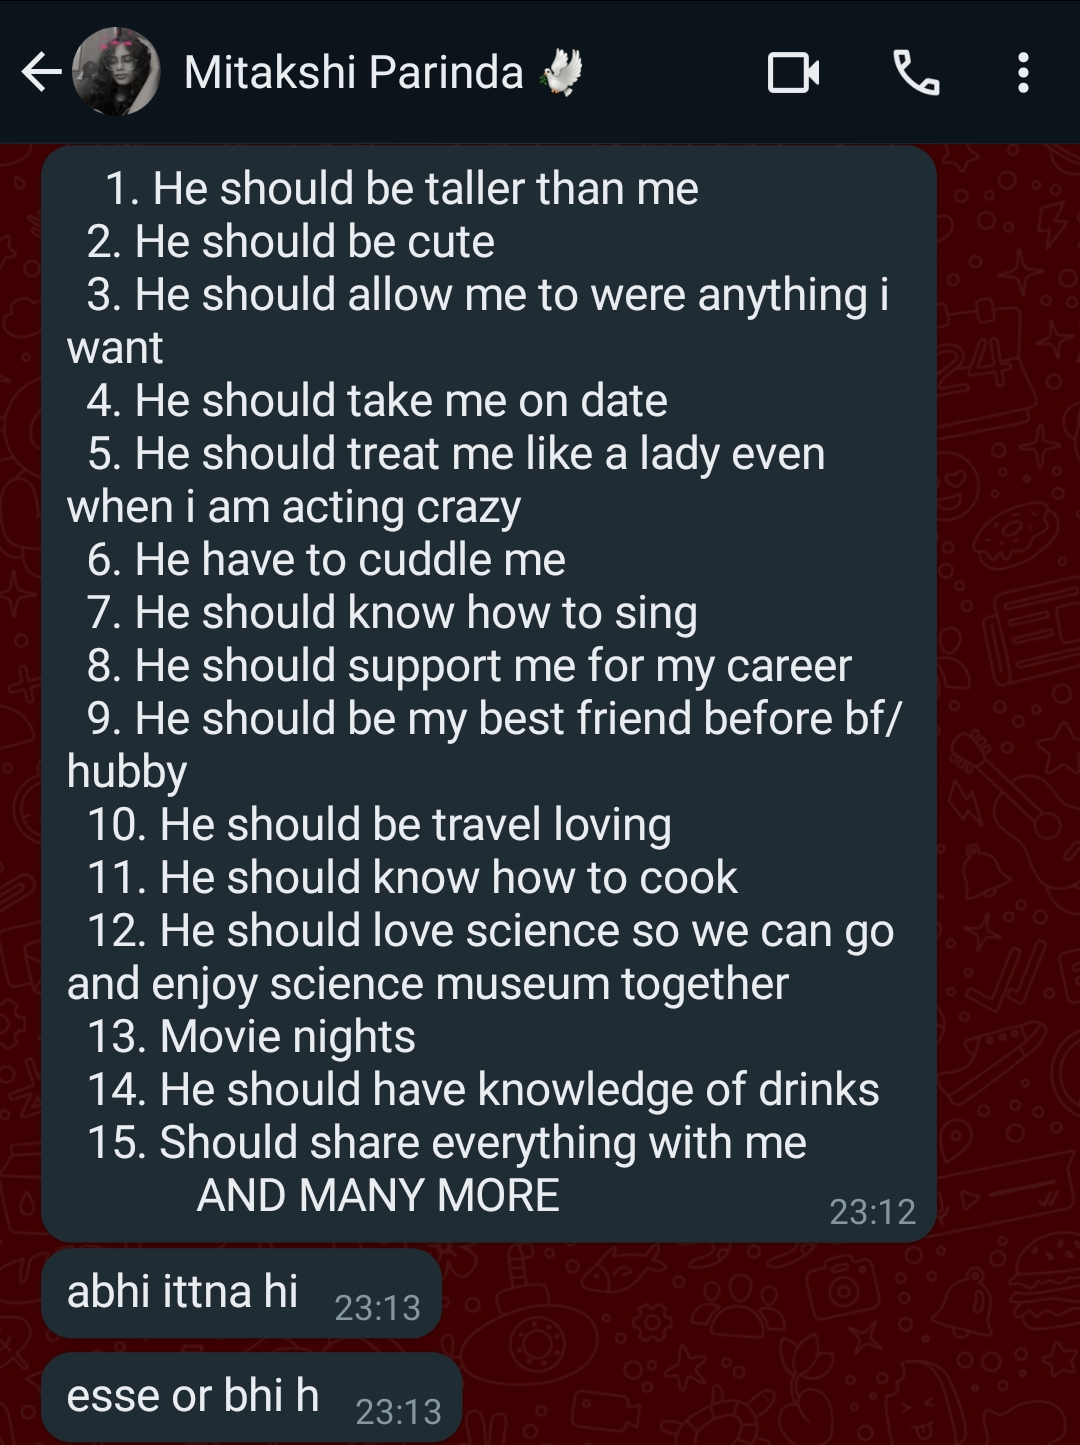 Mitakshi Parinda 🕊️
1. He should be taller than me
2. He should be cute
3. He should allow me to were anything i
want
4. He should take me on date
5. He should treat me like a lady even
when i am acting crazy
6. He have to cuddle me
7. He should know how to sing
8. He should support me for my career
9. He should be my best friend before bf/
hubby
10. He should be travel loving
11. He should know how to cook
12. He should love science so we can go
and enjoy science museum together
13. Movie nights
14. He should have knowledge of drinks
15. Should share everything with me
AND MANY MORE 23:12
abhi ittna hi 23:13
esse or bhi h 23:13